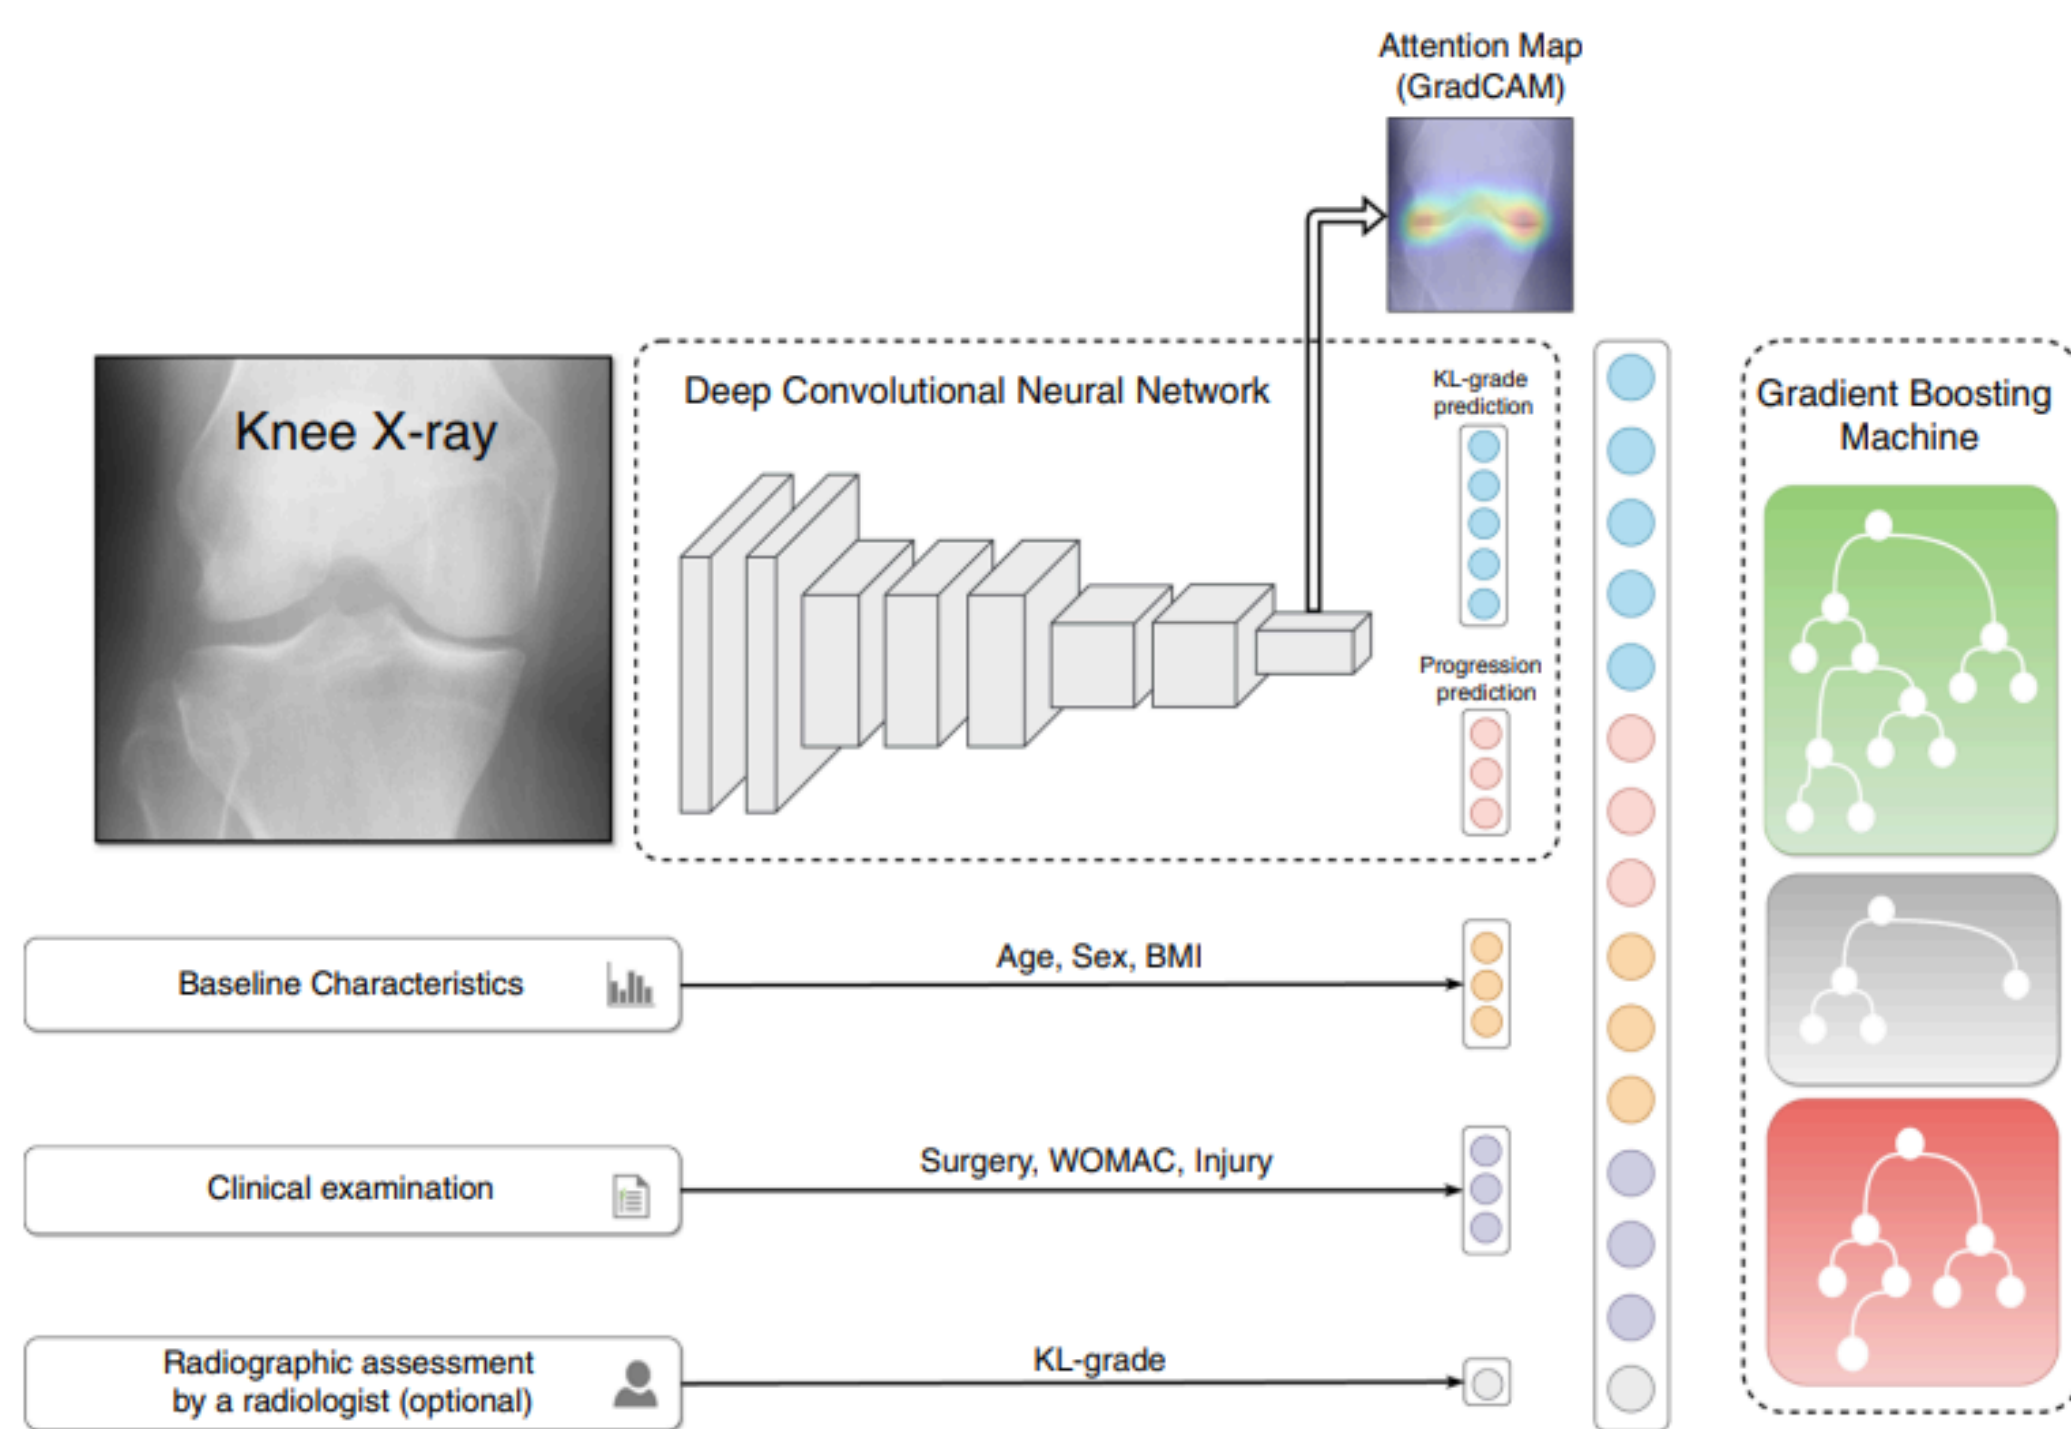 Attention Map
(GradCAM)
Knee X-ray
Deep Convolutional Neural Network
KL-grade
prediction
Progression
prediction
Gradient Boosting
Machine
Baseline Characteristics
Age, Sex, BMI
Clinical examination
Surgery, WOMAC, Injury
Radiographic assessment
by a radiologist (optional)
KL-grade